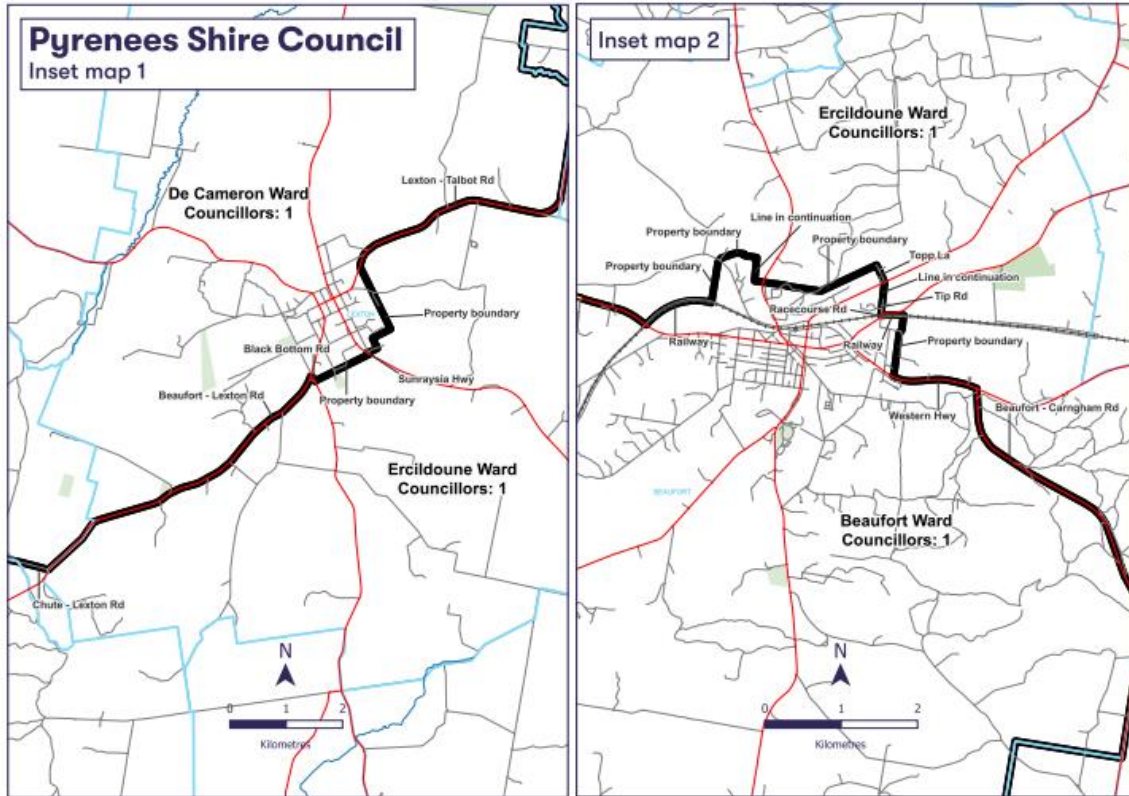 Pyrenees Shire Council
Inset map 1
De Cameron Ward
Councillors: 1
Lexton - Talbot Rd
Property boundary
Black Bottom Rd
Sunraysia Hwy
Beaufort - Lexton Rd
Property boundary
Ercildoune Ward
Councillors: 1
Chute - Lexton Rd
N
0 1 2
Kilometres
Inset map 2
Ercildoune Ward
Councillors: 1
Line in continuation
Property boundary
Property boundary
Topp La
Property boundary
Line in continuation
Tip Rd
Racecourse Rd
Railway
Railway
Property boundary
Beaufort - Carngham Rd
Western Hwy
BEAUFORT
Beaufort Ward
Councillors: 1
N
0 1 2
Kilometres